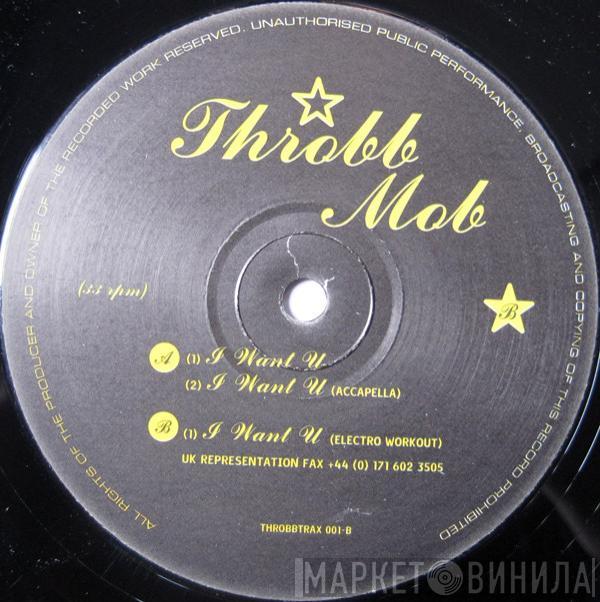 ALL RIGHTS OF THE PRODUCER AND OWNER OF THE RECORDED WORK RESERVED. UNAUTHORISED PUBLIC PERFORMANCE, BROADCASTING AND COPYING OF THIS RECORD PROHIBITED
Throbb
Mob
(33 rpm)
B
A (1) I Want U
(2) I Want U (ACCAPELLA)
B (1) I Want U (ELECTRO WORKOUT)
UK REPRESENTATION FAX +44 (0) 171 602 3505
THROBBTRAX 001-B
МАРКЕТ ВИНИЛА